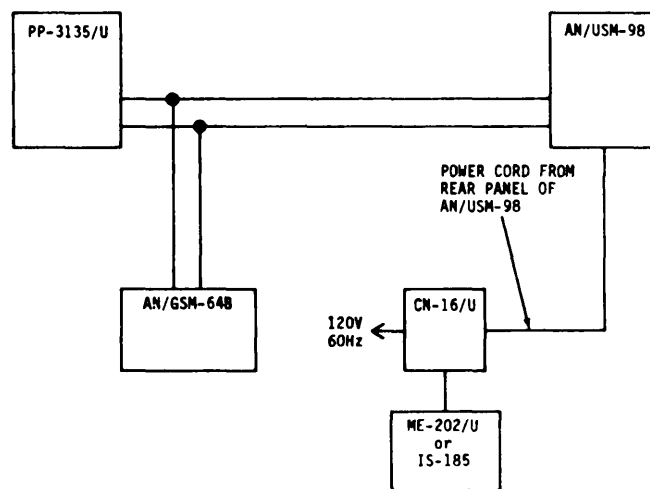 PP-3135/U
AN/USM-98
POWER CORD FROM
REAR PANEL OF
AN/USM-98
AN/GSM-64B
CN-16/U
120V
60Hz
ME-202/U
or
IS-185